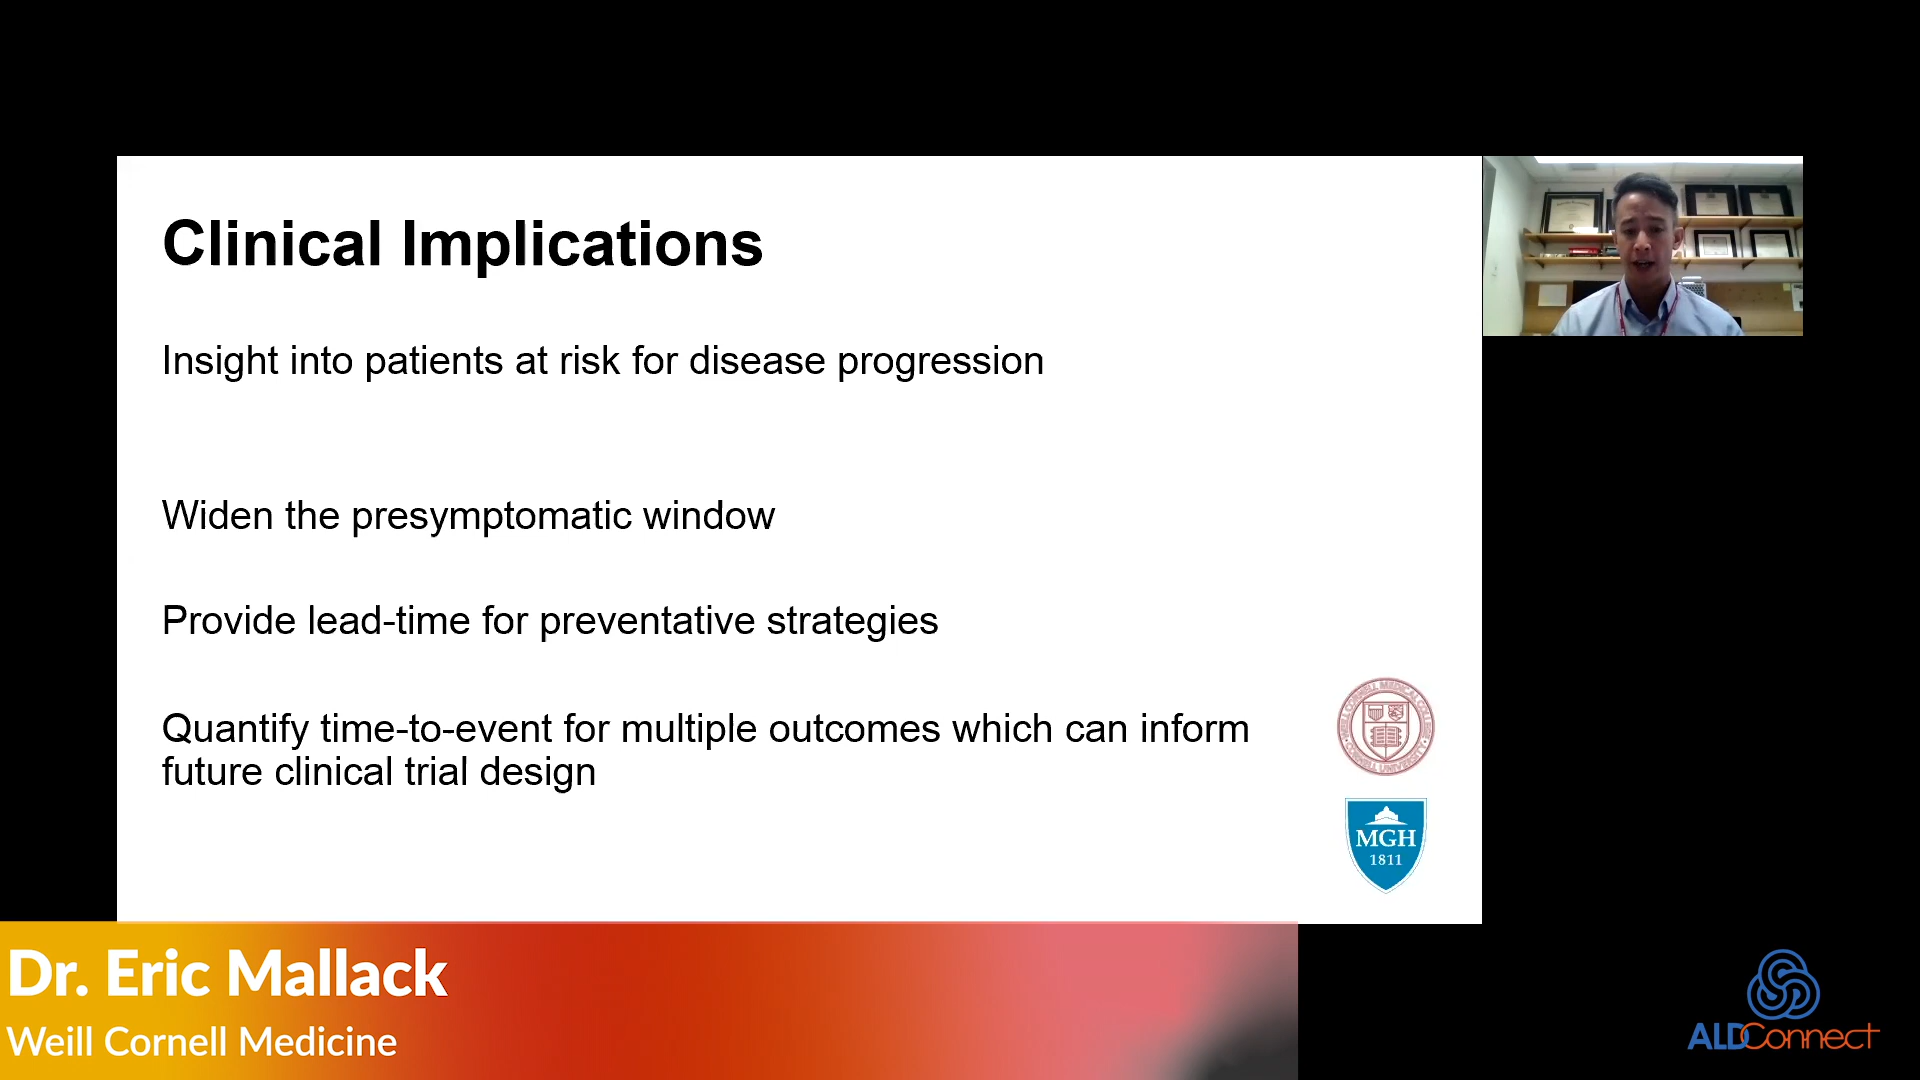 Clinical Implications
Insight into patients at risk for disease progression
Widen the presymptomatic window
Provide lead-time for preventative strategies
Quantify time-to-event for multiple outcomes which can inform
future clinical trial design
MGH
1811
Dr. Eric Mallack
Weill Cornell Medicine
ALDConnect